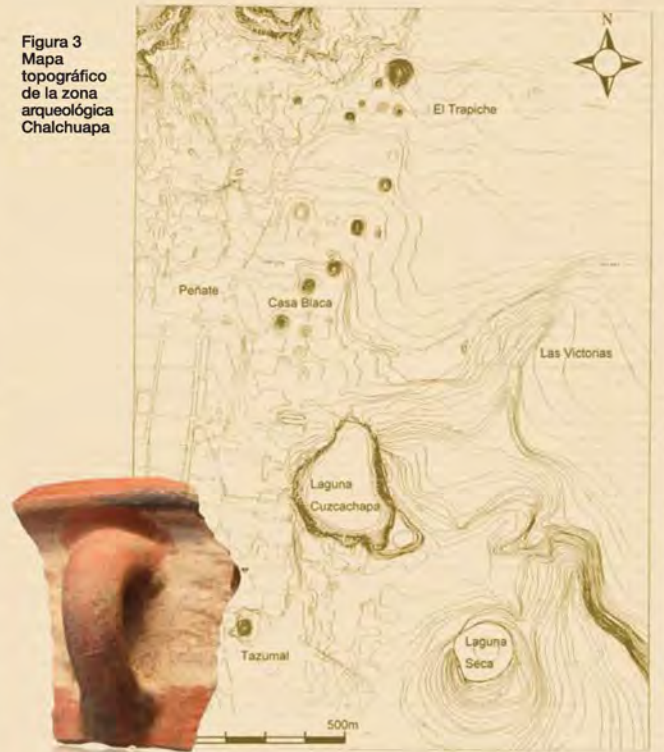 Figura 3
Mapa
topográfico
de la zona
arqueológica
Chalchuapa
N
El Trapiche
Peñate
Casa Blaca
Las Victorias
Laguna
Cuzcachapa
Laguna
Seca
Tazumal
500m